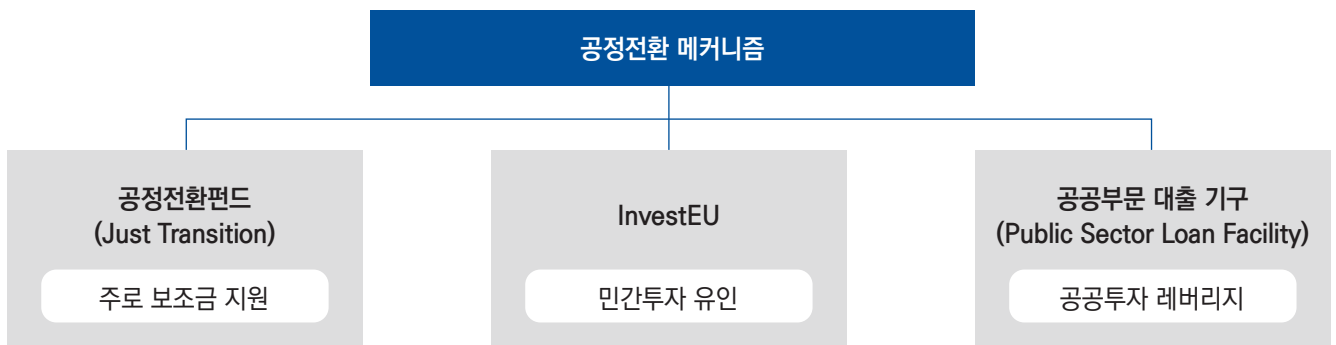 공정전환 메커니즘
공정전환펀드
(Just Transition)
주로 보조금 지원
InvestEU
민간투자 유인
공공부문 대출 기구
(Public Sector Loan Facility)
공공투자 레버리지